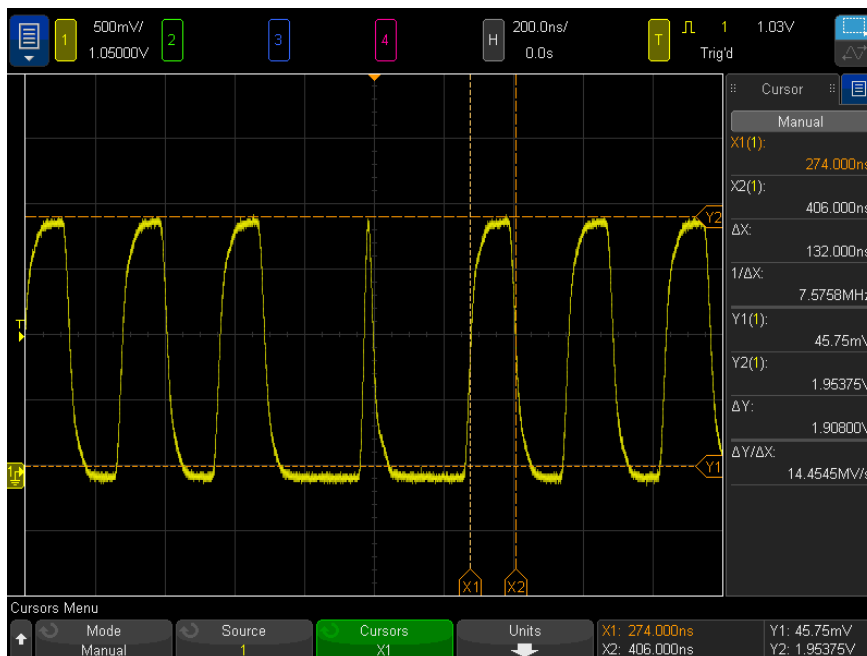 500mV/ 200.0ns/ 1 1.03V
1 2 3 4 H T
1.05000V 0.0s Trig'd
Cursor
Manual
X1(1):
274.000ns
X2(1):
406.000ns
ΔX:
132.000ns
1/ΔX:
7.5758MHz
Y1(1):
45.75mV
Y2(1):
1.95375V
ΔY:
1.90800V
ΔY/ΔX:
14.4545MV/s
Y2
T
1
Y1
X1 X2
Cursors Menu
Mode Source Cursors Units X1: 274.000ns Y1: 45.75mV
Manual 1 X1 X2: 406.000ns Y2: 1.95375V